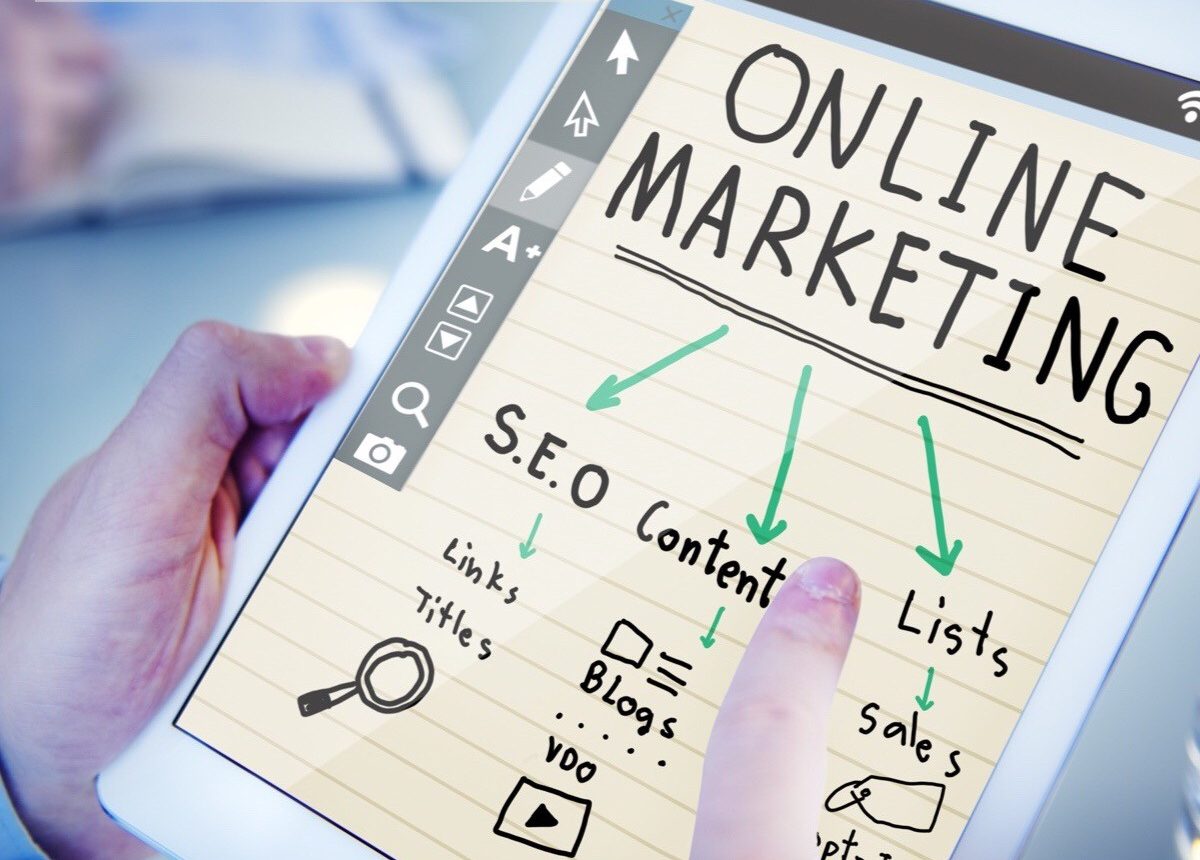 ONLINE
MARKETING
S.E.O
Links
Titles
Content
Blogs
VDO
Lists
Sales
A+